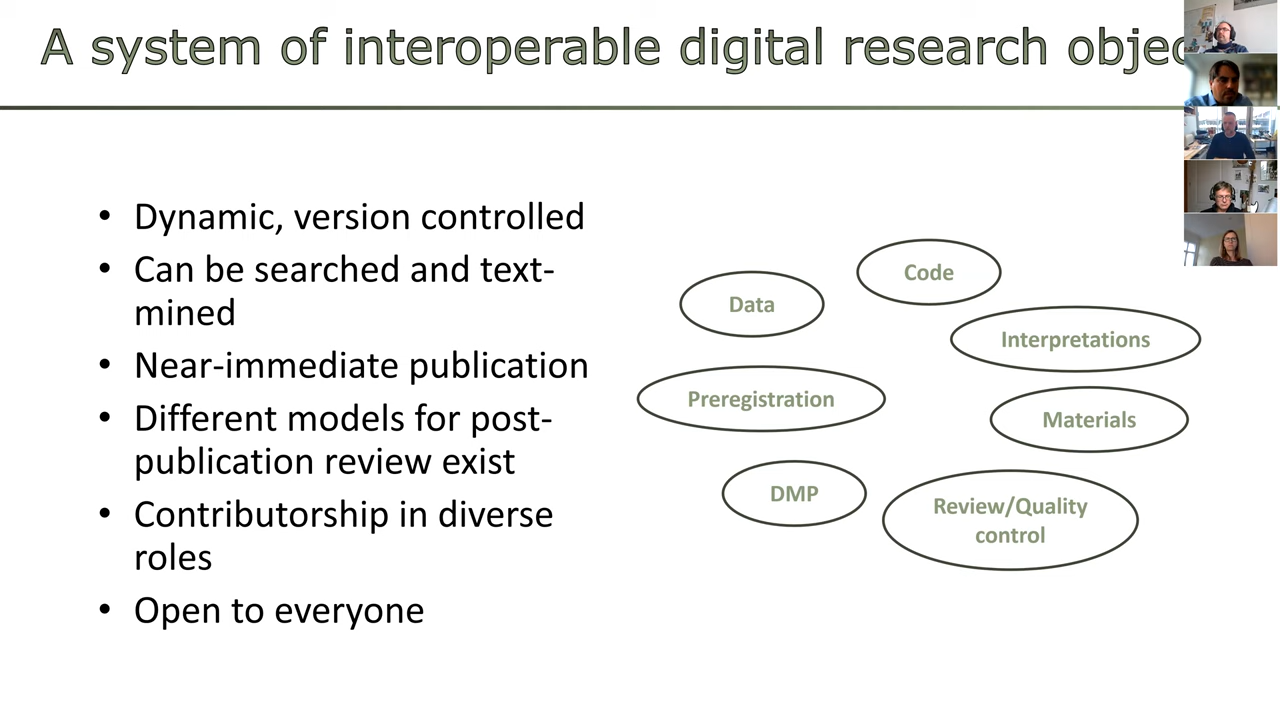 A system of interoperable digital research objec
• Dynamic, version controlled
• Can be searched and text-
mined
• Near-immediate publication
• Different models for post-
publication review exist
• Contributorship in diverse
roles
• Open to everyone
Code
Data
Interpretations
Preregistration
Materials
DMP
Review/Quality
control